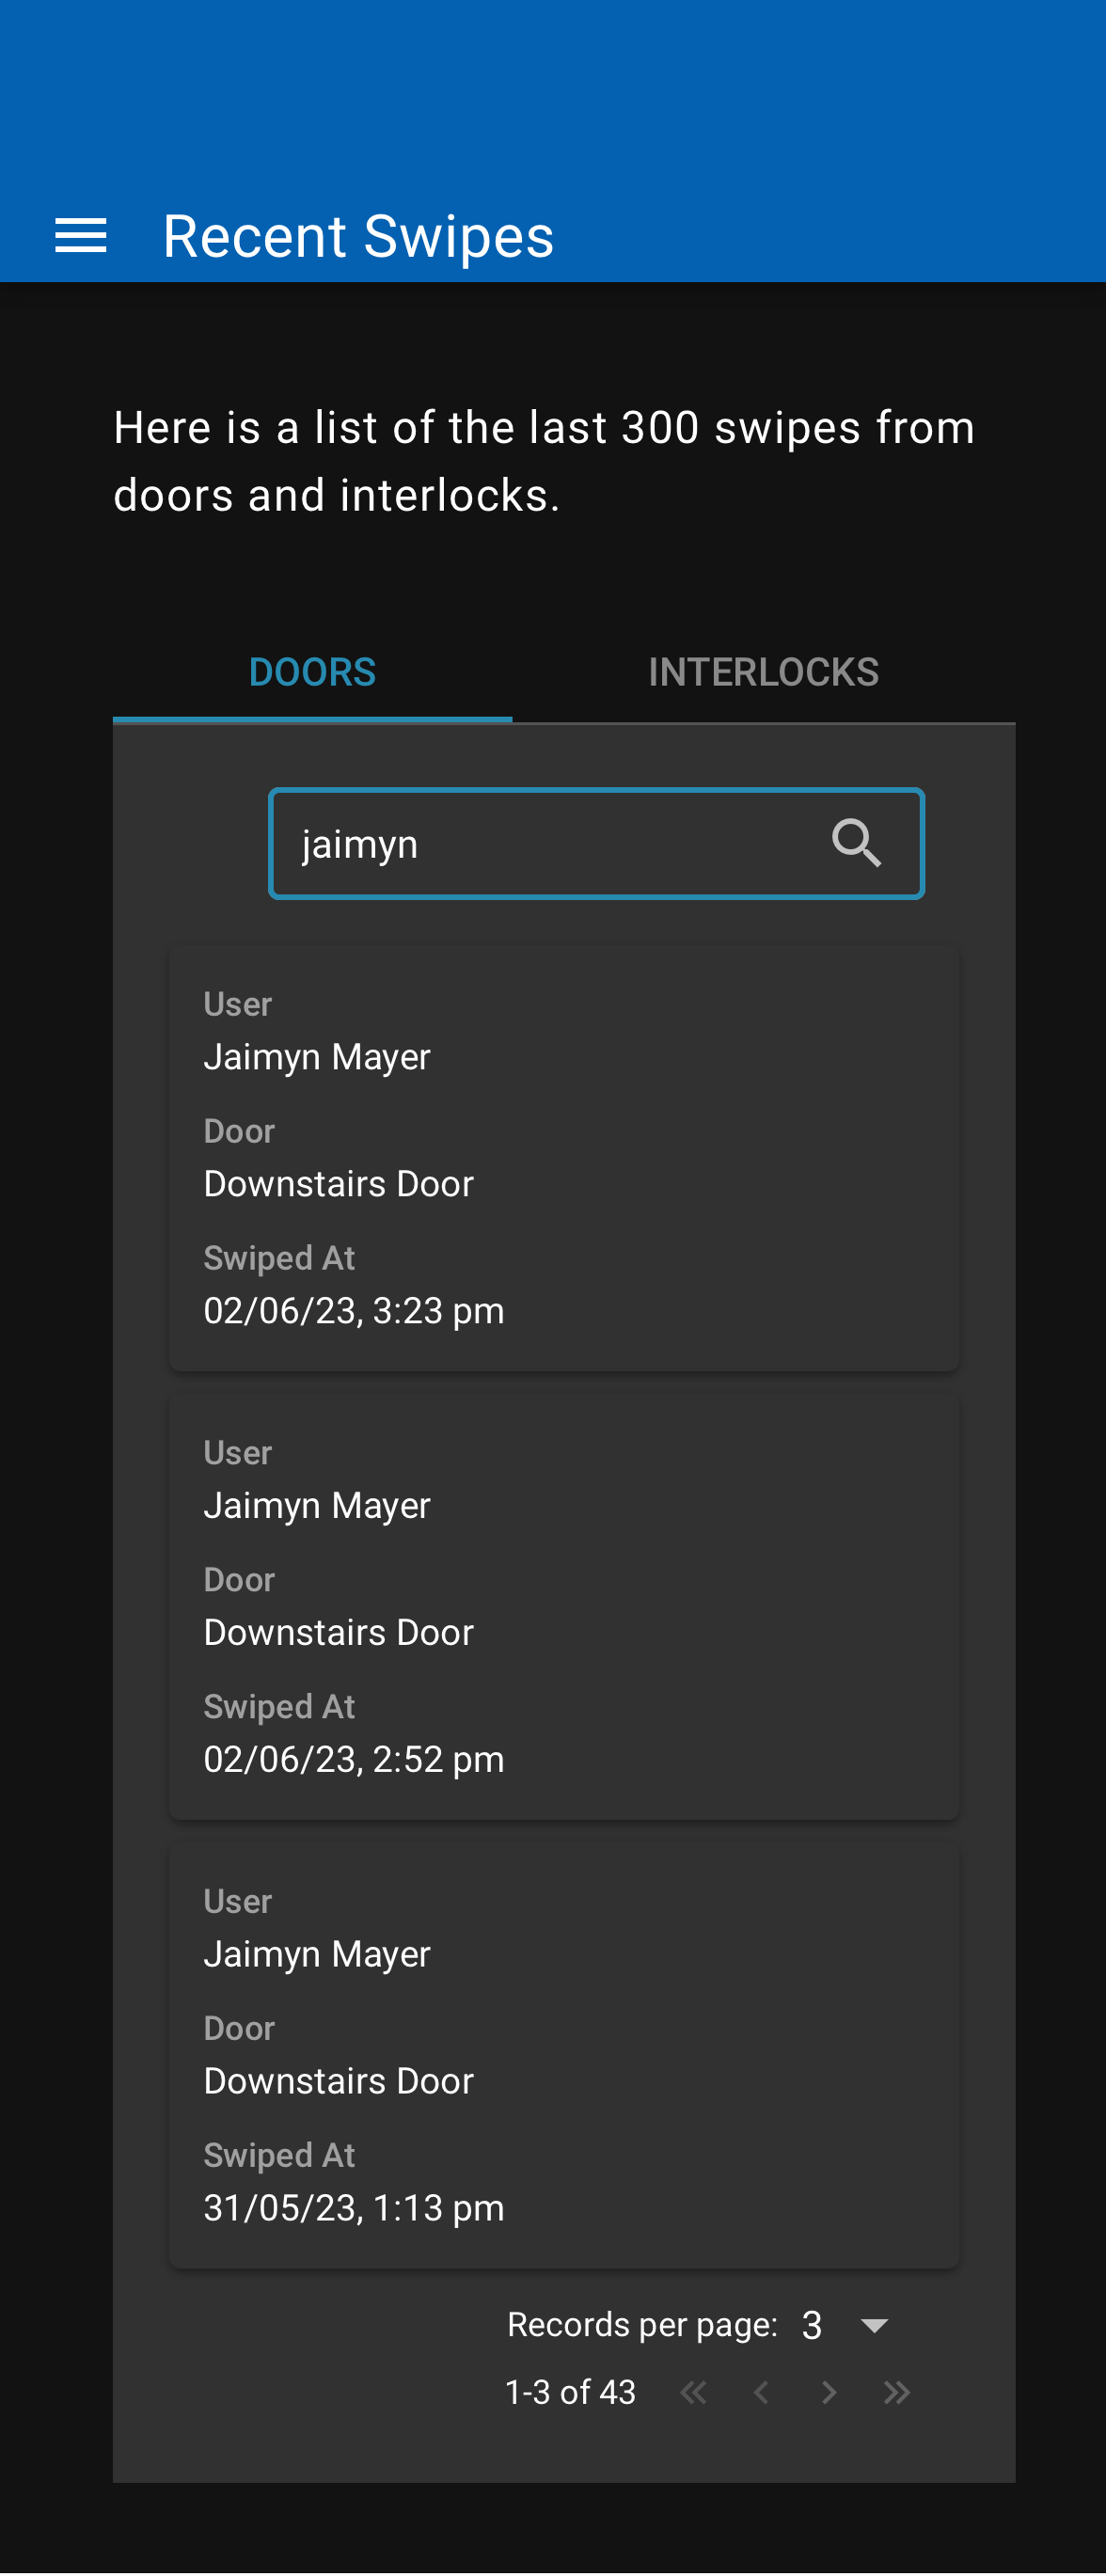 Recent Swipes
Here is a list of the last 300 swipes from
doors and interlocks.
DOORS
INTERLOCKS
jaimyn
User
Jaimyn Mayer
Door
Downstairs Door
Swiped At
02/06/23, 3:23 pm
User
Jaimyn Mayer
Door
Downstairs Door
Swiped At
02/06/23, 2:52 pm
User
Jaimyn Mayer
Door
Downstairs Door
Swiped At
31/05/23, 1:13 pm
Records per page: 3
1-3 of 43